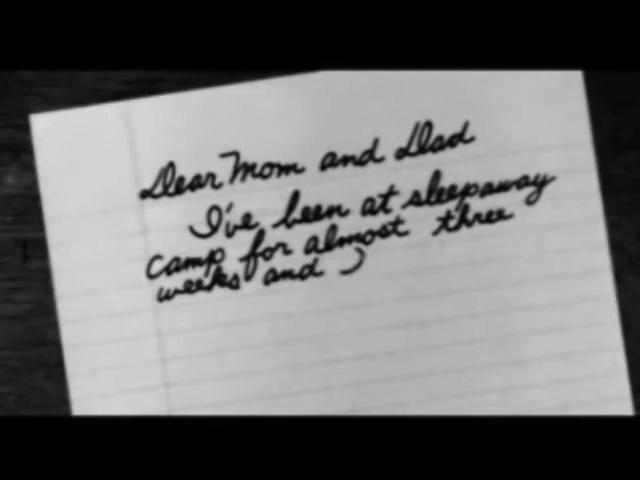 Dear Mom and Dad
I've been at sleepaway
camp for almost three
weeks and